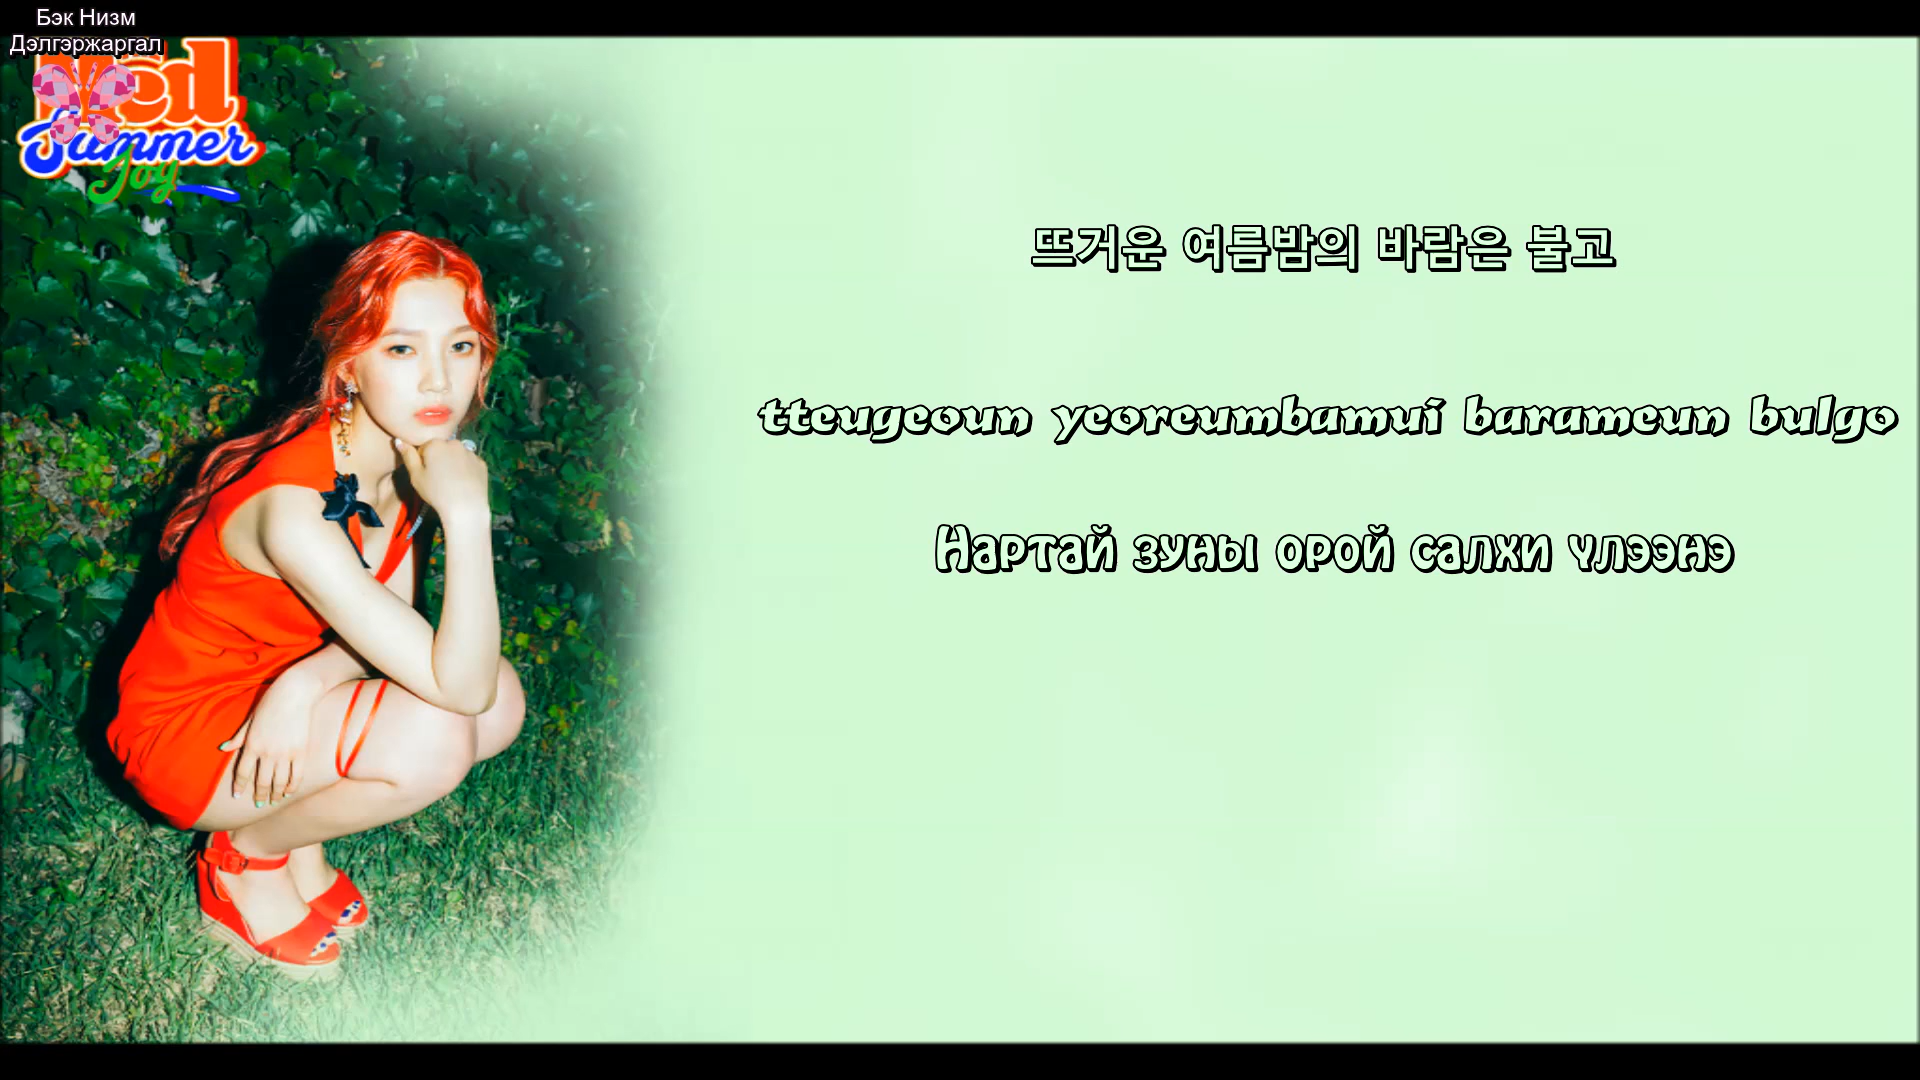 Бэк Низм
Дэлгэржаргал
Red
Summer
Joy
뜨거운 여름밤의 바람은 불고
tteugeoun yeoreumbamui barameun bulgo
Нартай зуны орой салхи үлээнэ